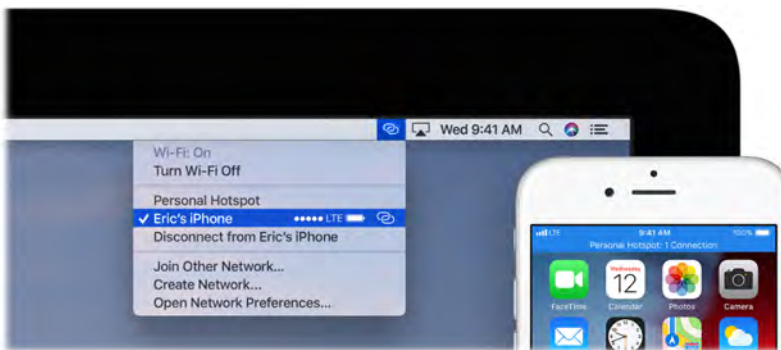 Wed 9:41 AM
Wi-Fi: On
Turn Wi-Fi Off
Personal Hotspot
✓ Eric's iPhone LTE
Disconnect from Eric's iPhone
Join Other Network...
Create Network...
Open Network Preferences...
LTE 9:41 AM 100%
Personal Hotspot: 1 Connection
Wednesday
12
FaceTime Calendar Photos Camera